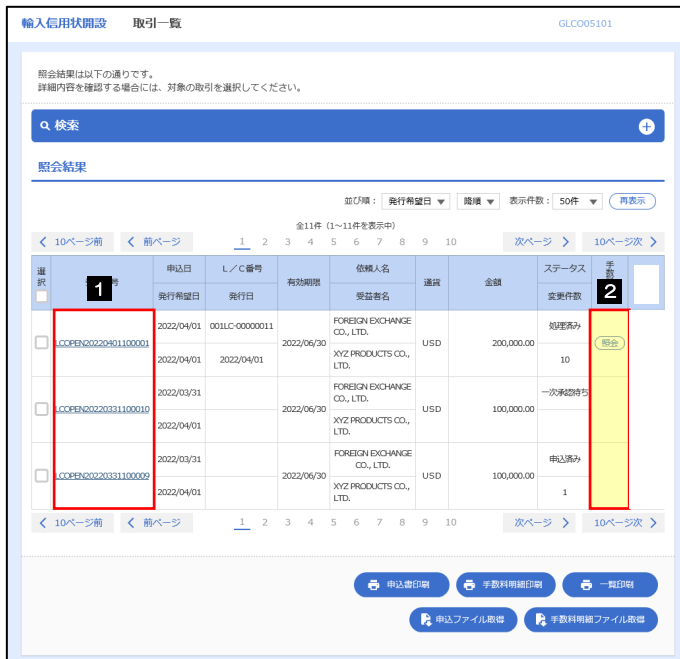 輸入信用状開設 取引一覧 GLCO05101
照会結果は以下の通りです。
詳細内容を確認する場合には、対象の取引を選択してください。
検索
照会結果
並び順： 発行希望日 ▼ 降順 ▼ 表示件数： 50件 ▼ 再表示
全11件（1～11件を表示中）
10ページ前 前ページ 1 2 3 4 5 6 7 8 9 10 次ページ 10ページ次
選択 号 申込日 L／C番号 有効期限 依頼人名 通貨 金額 ステータス 手数
発行希望日 発行日 受益者名 変更件数
1 2
LCOPEN20220401100001 2022/04/01 001LC-00000011 2022/06/30 FOREIGN EXCHANGE CO., LTD. USD 200,000.00 処理済み 照会
2022/04/01 2022/04/01 XYZ PRODUCTS CO., LTD. 10
LCOPEN20220331100010 2022/03/31 2022/06/30 FOREIGN EXCHANGE CO., LTD. USD 100,000.00 一次承認待ち
2022/04/01 XYZ PRODUCTS CO., LTD.
LCOPEN20220331100009 2022/03/31 2022/06/30 FOREIGN EXCHANGE CO., LTD. USD 100,000.00 申込済み
2022/04/01 XYZ PRODUCTS CO., LTD. 1
10ページ前 前ページ 1 2 3 4 5 6 7 8 9 10 次ページ 10ページ次
申込書印刷 手数料明細印刷 一覧印刷
申込ファイル取得 手数料明細ファイル取得